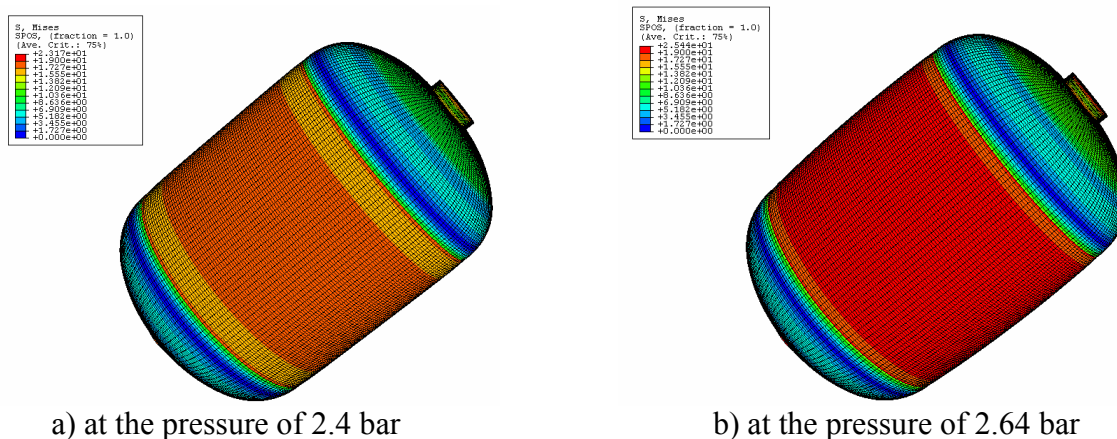 S, Mises
SPOS, (fraction = 1.0)
(Ave. Crit.: 75%)
+2.317e+01
+1.900e+01
+1.727e+01
+1.555e+01
+1.382e+01
+1.209e+01
+1.036e+01
+8.636e+00
+6.909e+00
+5.182e+00
+3.455e+00
+1.727e+00
+0.000e+00
a) at the pressure of 2.4 bar
S, Mises
SPOS, (fraction = 1.0)
(Ave. Crit.: 75%)
+2.544e+01
+1.900e+01
+1.727e+01
+1.555e+01
+1.382e+01
+1.209e+01
+1.036e+01
+8.636e+00
+6.909e+00
+5.182e+00
+3.455e+00
+1.727e+00
+0.000e+00
b) at the pressure of 2.64 bar